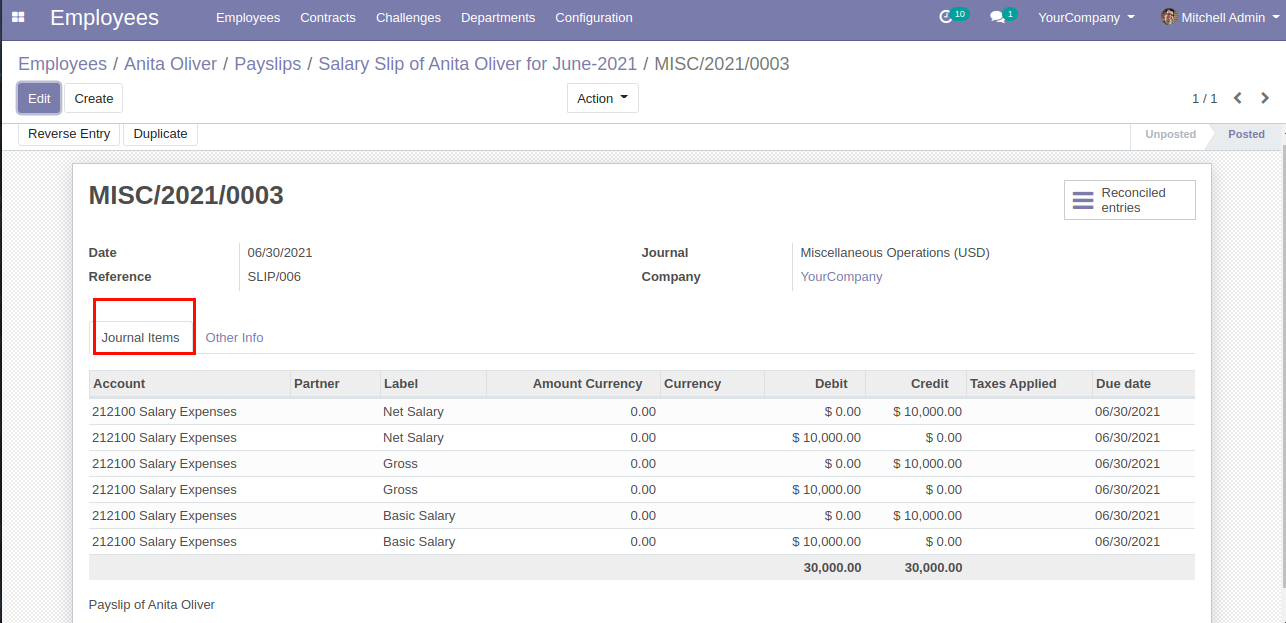 Employees Employees Contracts Challenges Departments Configuration 10 1 YourCompany Mitchell Admin
Employees / Anita Oliver / Payslips / Salary Slip of Anita Oliver for June-2021 / MISC/2021/0003
Edit Create Action 1 / 1
Reverse Entry Duplicate Unposted Posted
MISC/2021/0003
Reconciled
entries
Date 06/30/2021 Journal Miscellaneous Operations (USD)
Reference SLIP/006 Company YourCompany
Journal Items Other Info
Account Partner Label Amount Currency Currency Debit Credit Taxes Applied Due date
212100 Salary Expenses Net Salary 0.00 $ 0.00 $ 10,000.00 06/30/2021
212100 Salary Expenses Net Salary 0.00 $ 10,000.00 $ 0.00 06/30/2021
212100 Salary Expenses Gross 0.00 $ 0.00 $ 10,000.00 06/30/2021
212100 Salary Expenses Gross 0.00 $ 10,000.00 $ 0.00 06/30/2021
212100 Salary Expenses Basic Salary 0.00 $ 0.00 $ 10,000.00 06/30/2021
212100 Salary Expenses Basic Salary 0.00 $ 10,000.00 $ 0.00 06/30/2021
30,000.00 30,000.00
Payslip of Anita Oliver